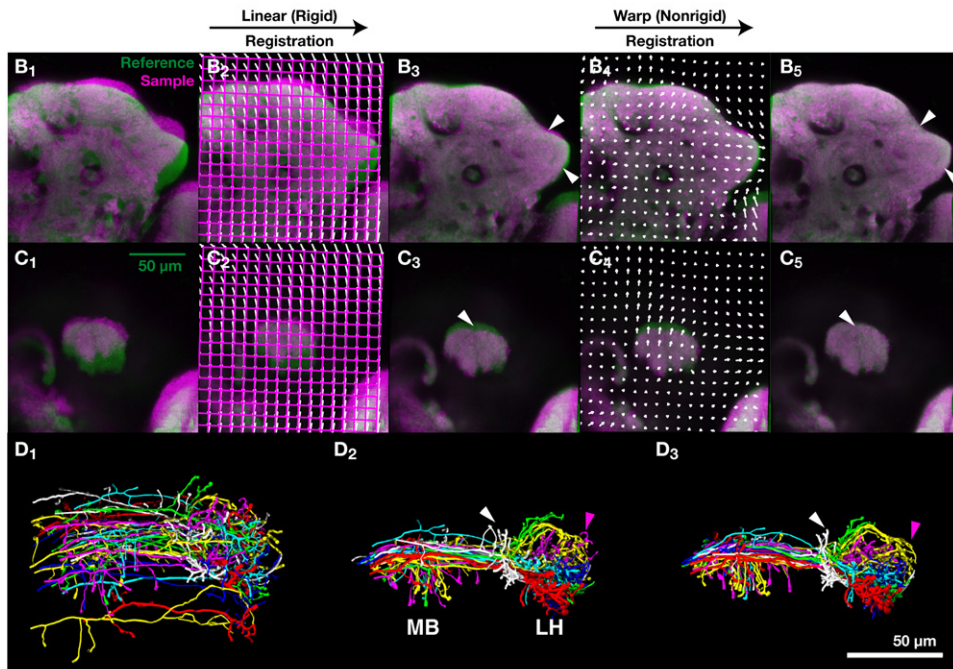 Linear (Rigid)
Registration
Warp (Nonrigid)
Registration
B1
Reference
Sample
B2
B3
B4
B5
C1
50 µm
C2
C3
C4
C5
D1
D2
D3
MB
LH
50 µm